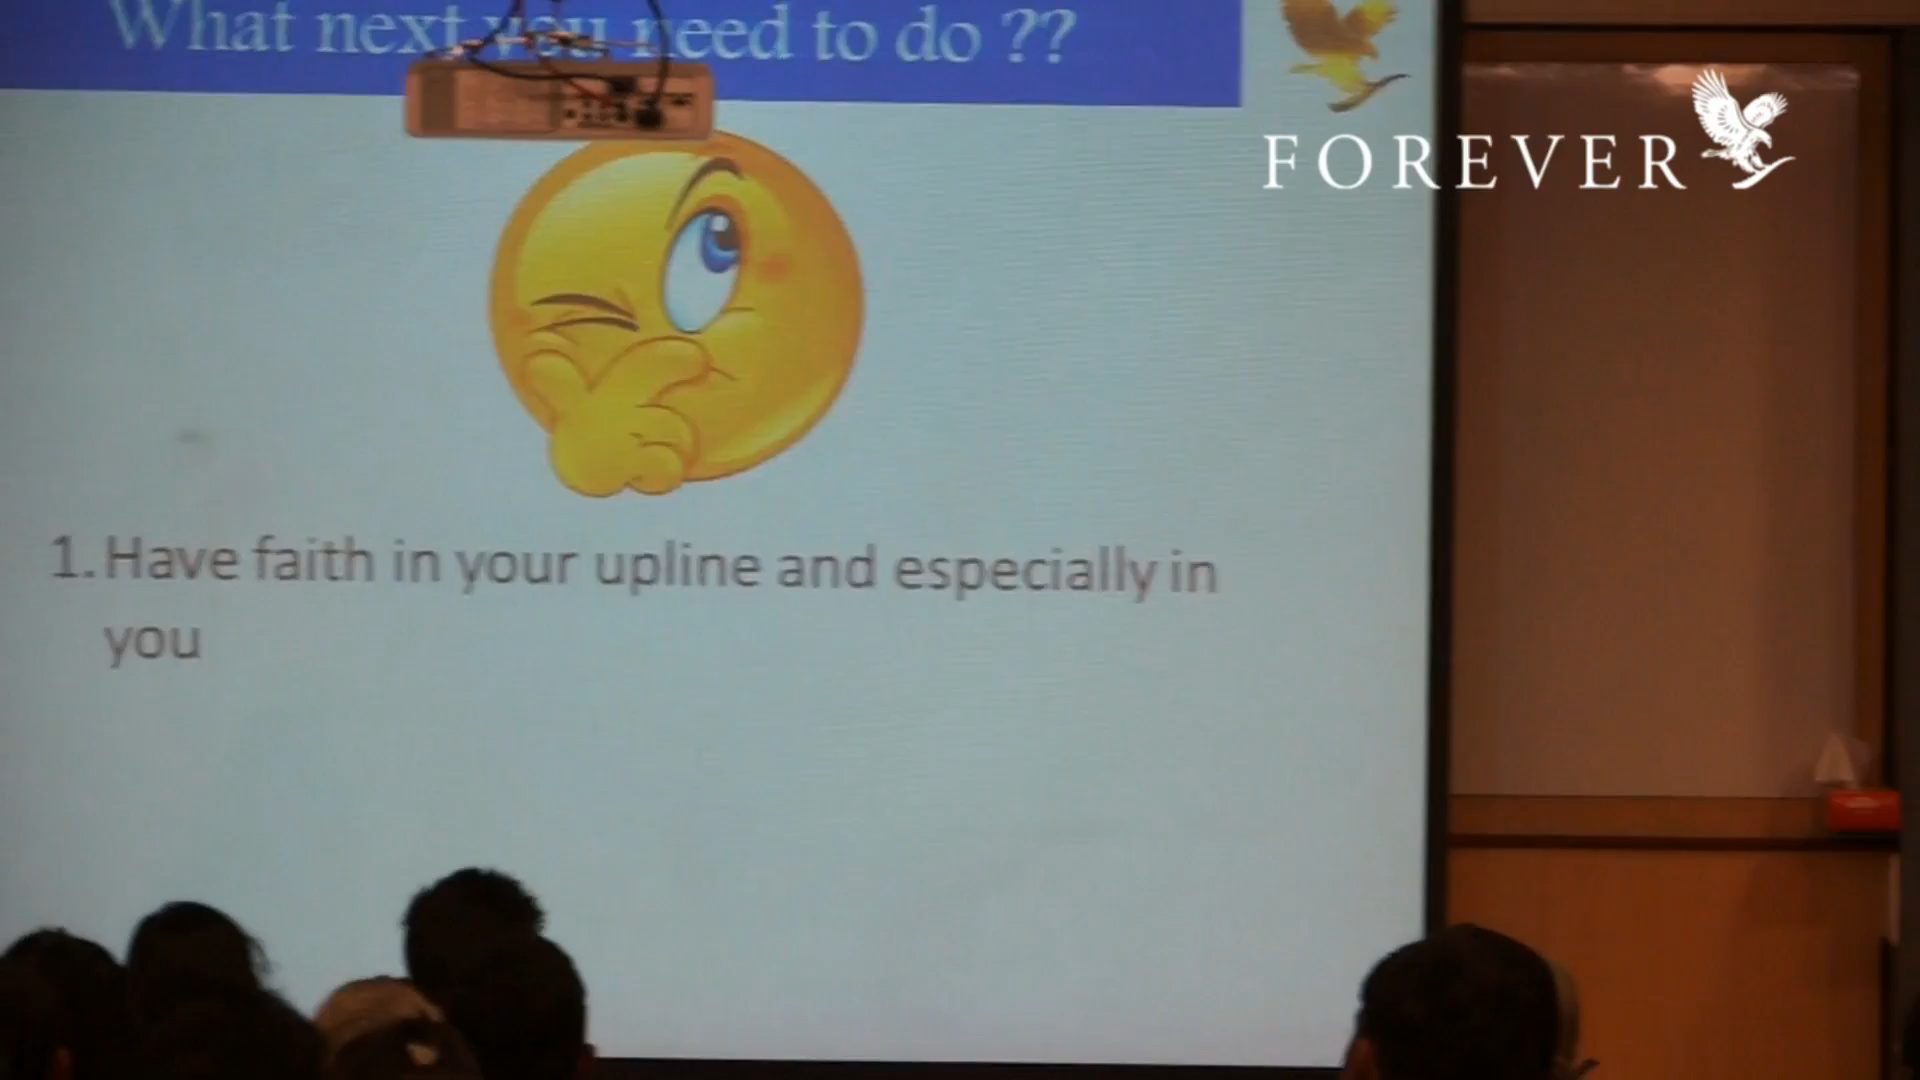 What next you need to do ??
FOREVER
1. Have faith in your upline and especially in
you